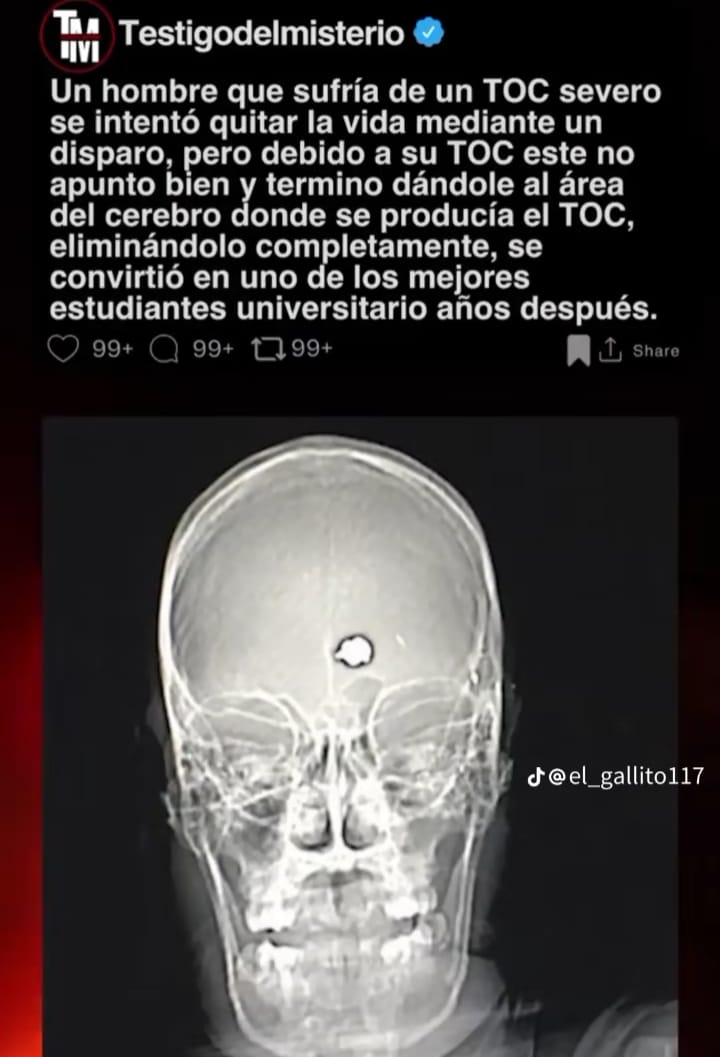 TM
TM
Testigodelmisterio
Un hombre que sufría de un TOC severo
se intentó quitar la vida mediante un
disparo, pero debido a su TOC este no
apunto bien y termino dándole al área
del cerebro donde se producía el TOC,
eliminándolo completamente, se
convirtió en uno de los mejores
estudiantes universitario años después.
99+ 99+ 99+ Share
@el_gallito117